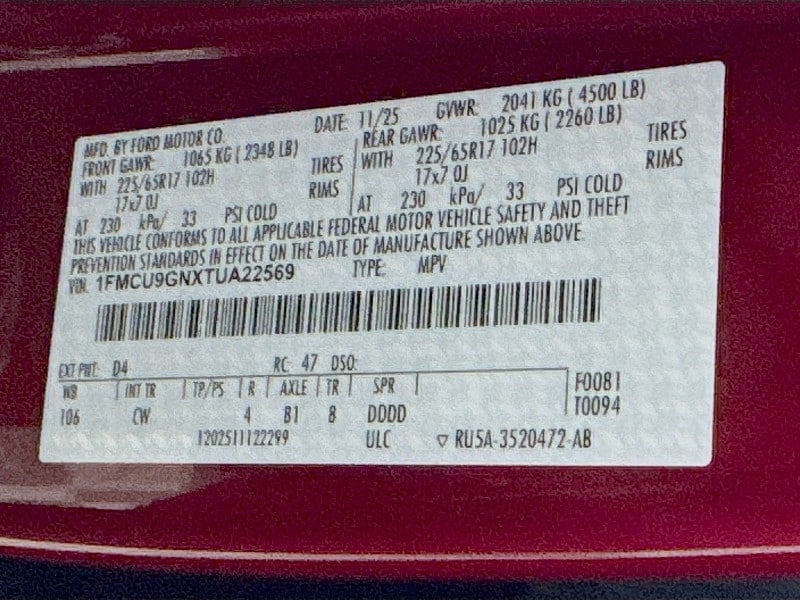 MFD. BY FORD MOTOR CO. DATE: 11/25 GVWR: 2041 KG ( 4500 LB)
FRONT GAWR: 1065 KG ( 2348 LB) REAR GAWR: 1025 KG ( 2260 LB)
WITH 225/65R17 102H TIRES WITH 225/65R17 102H TIRES
17x7.0J RIMS 17x7.0J RIMS
AT 230 kPa/ 33 PSI COLD AT 230 kPa/ 33 PSI COLD
THIS VEHICLE CONFORMS TO ALL APPLICABLE FEDERAL MOTOR VEHICLE SAFETY AND THEFT
PREVENTION STANDARDS IN EFFECT ON THE DATE OF MANUFACTURE SHOWN ABOVE.
VIN: 1FMCU9GNXTUA22569 TYPE: MPV
EXT PNT: D4 RC: 47 DSO:
WB INT TR TP/PS R AXLE TR SPR F0081
106 CW 4 B1 8 DDDD T0094
1202511122299 ULC ▽ RU5A-3520472-AB